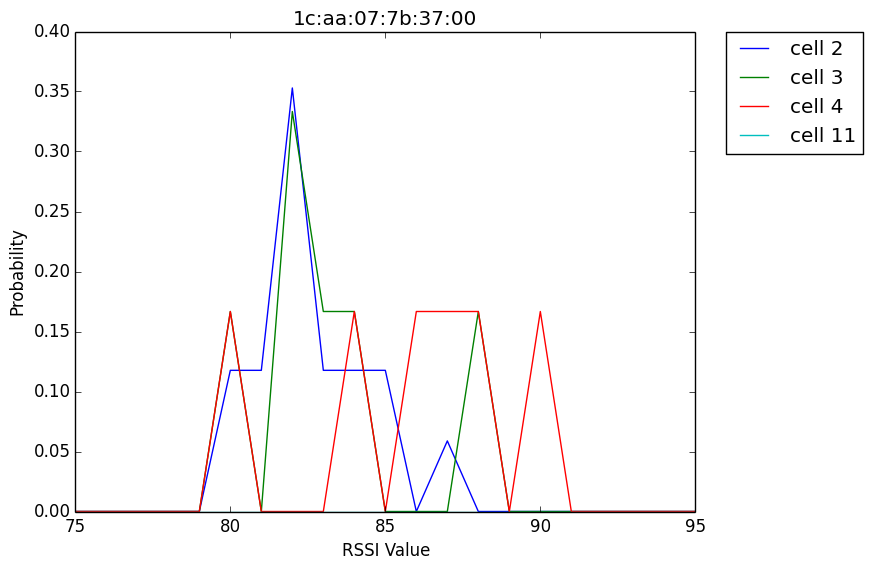 1c:aa:07:7b:37:00
0.40
0.35
0.30
0.25
0.20
0.15
0.10
0.05
0.00
Probability
75 80 85 90 95
RSSI Value
cell 2
cell 3
cell 4
cell 11